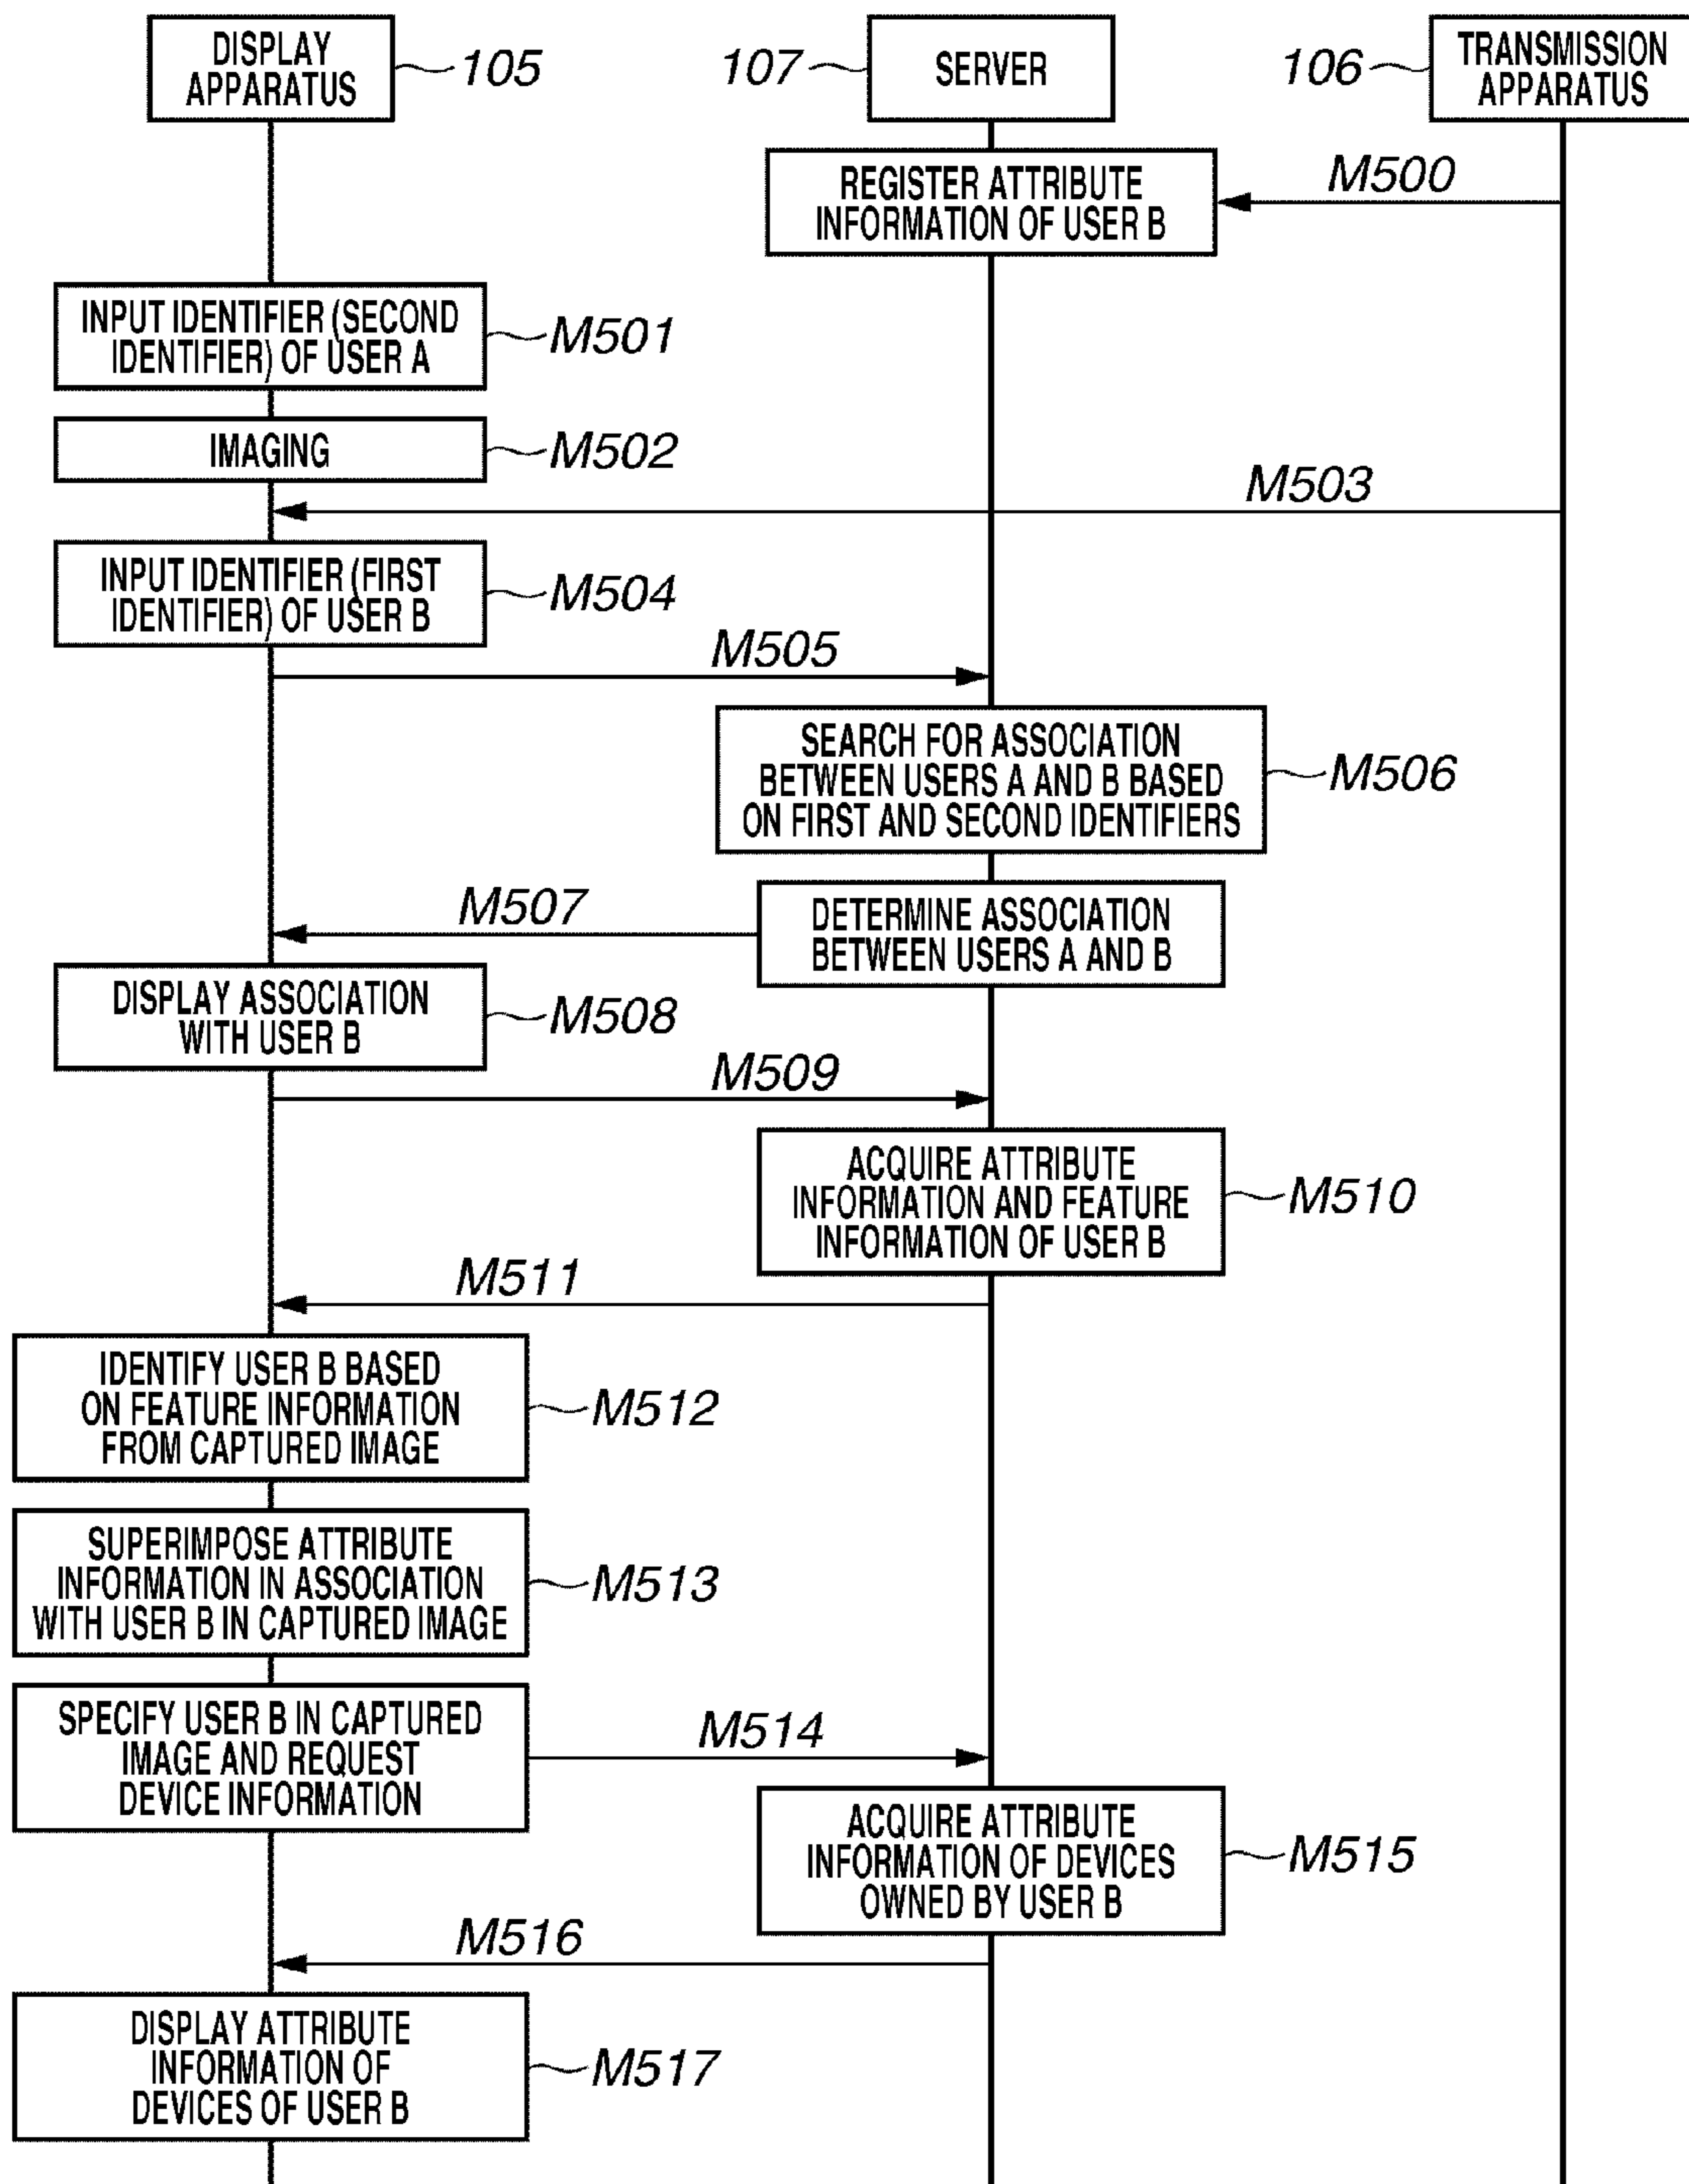 DISPLAY
APPARATUS
105
107
SERVER
106
TRANSMISSION
APPARATUS
REGISTER ATTRIBUTE
INFORMATION OF USER B
M500
INPUT IDENTIFIER (SECOND
IDENTIFIER) OF USER A
M501
IMAGING
M502
M503
INPUT IDENTIFIER (FIRST
IDENTIFIER) OF USER B
M504
M505
SEARCH FOR ASSOCIATION
BETWEEN USERS A AND B BASED
ON FIRST AND SECOND IDENTIFIERS
M506
M507
DETERMINE ASSOCIATION
BETWEEN USERS A AND B
DISPLAY ASSOCIATION
WITH USER B
M508
M509
ACQUIRE ATTRIBUTE
INFORMATION AND FEATURE
INFORMATION OF USER B
M510
M511
IDENTIFY USER B BASED
ON FEATURE INFORMATION
FROM CAPTURED IMAGE
M512
SUPERIMPOSE ATTRIBUTE
INFORMATION IN ASSOCIATION
WITH USER B IN CAPTURED IMAGE
M513
SPECIFY USER B IN CAPTURED
IMAGE AND REQUEST
DEVICE INFORMATION
M514
ACQUIRE ATTRIBUTE
INFORMATION OF DEVICES
OWNED BY USER B
M515
M516
DISPLAY ATTRIBUTE
INFORMATION OF
DEVICES OF USER B
M517